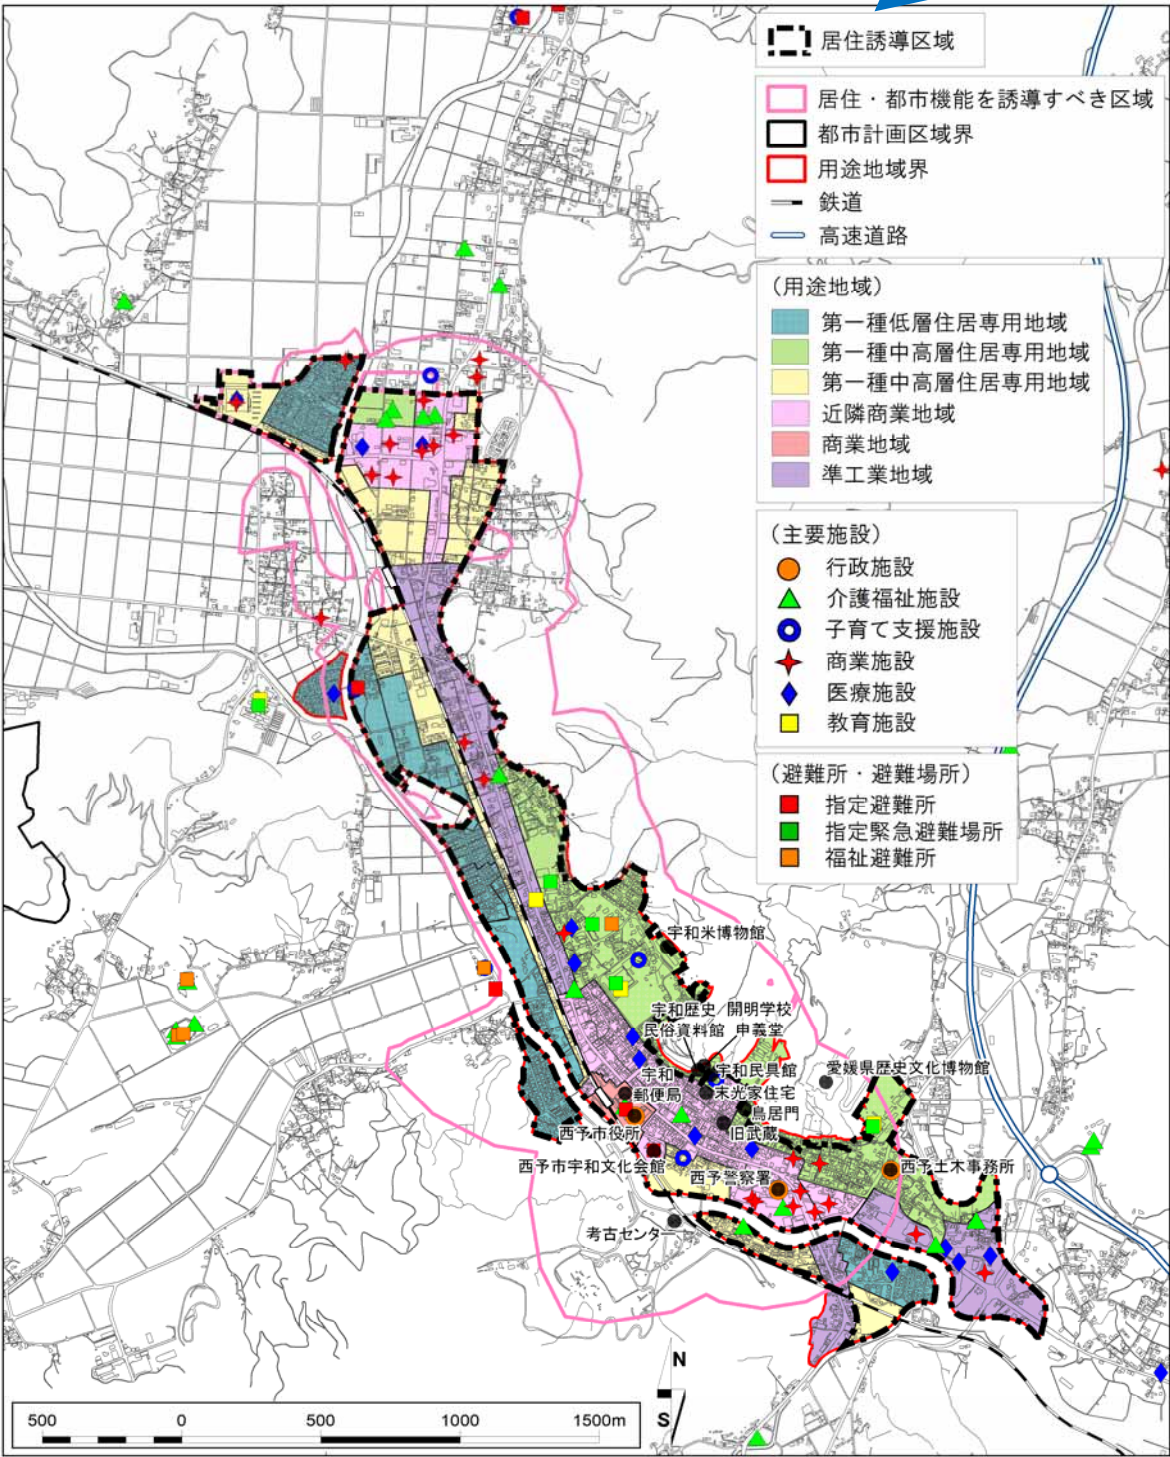 居住誘導区域
居住・都市機能を誘導すべき区域
都市計画区域界
用途地域界
鉄道
高速道路
（用途地域）
第一種低層住居専用地域
第一種中高層住居専用地域
第一種中高層住居専用地域
近隣商業地域
商業地域
準工業地域
（主要施設）
行政施設
介護福祉施設
子育て支援施設
商業施設
医療施設
教育施設
（避難所・避難場所）
指定避難所
指定緊急避難場所
福祉避難所
宇和米博物館
宇和歴史
民俗資料館
開明学校
申義堂
宇和民具館
愛媛県歴史文化博物館
宇和
郵便局
末光家住宅
鳥居門
西予市役所
旧武蔵
西予市宇和文化会館
西予警察署
西予土木事務所
考古センター
N
S
500 0 500 1000 1500m